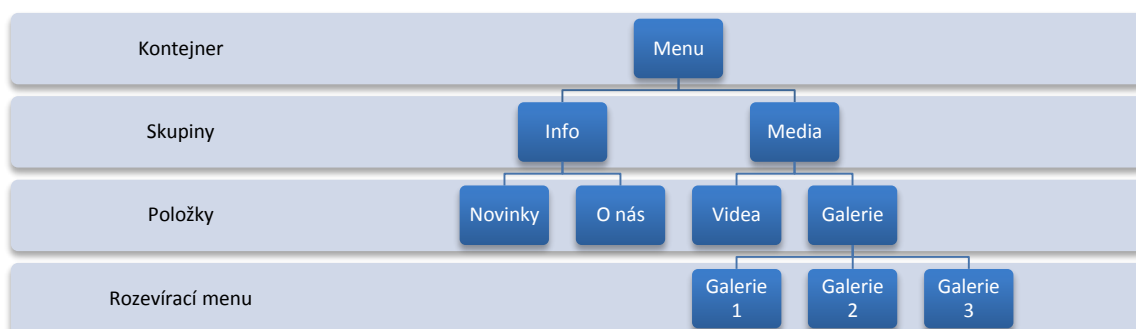 Kontejner
Menu
Skupiny
Info
Media
Položky
Novinky
O nás
Videa
Galerie
Rozevírací menu
Galerie
1
Galerie
2
Galerie
3